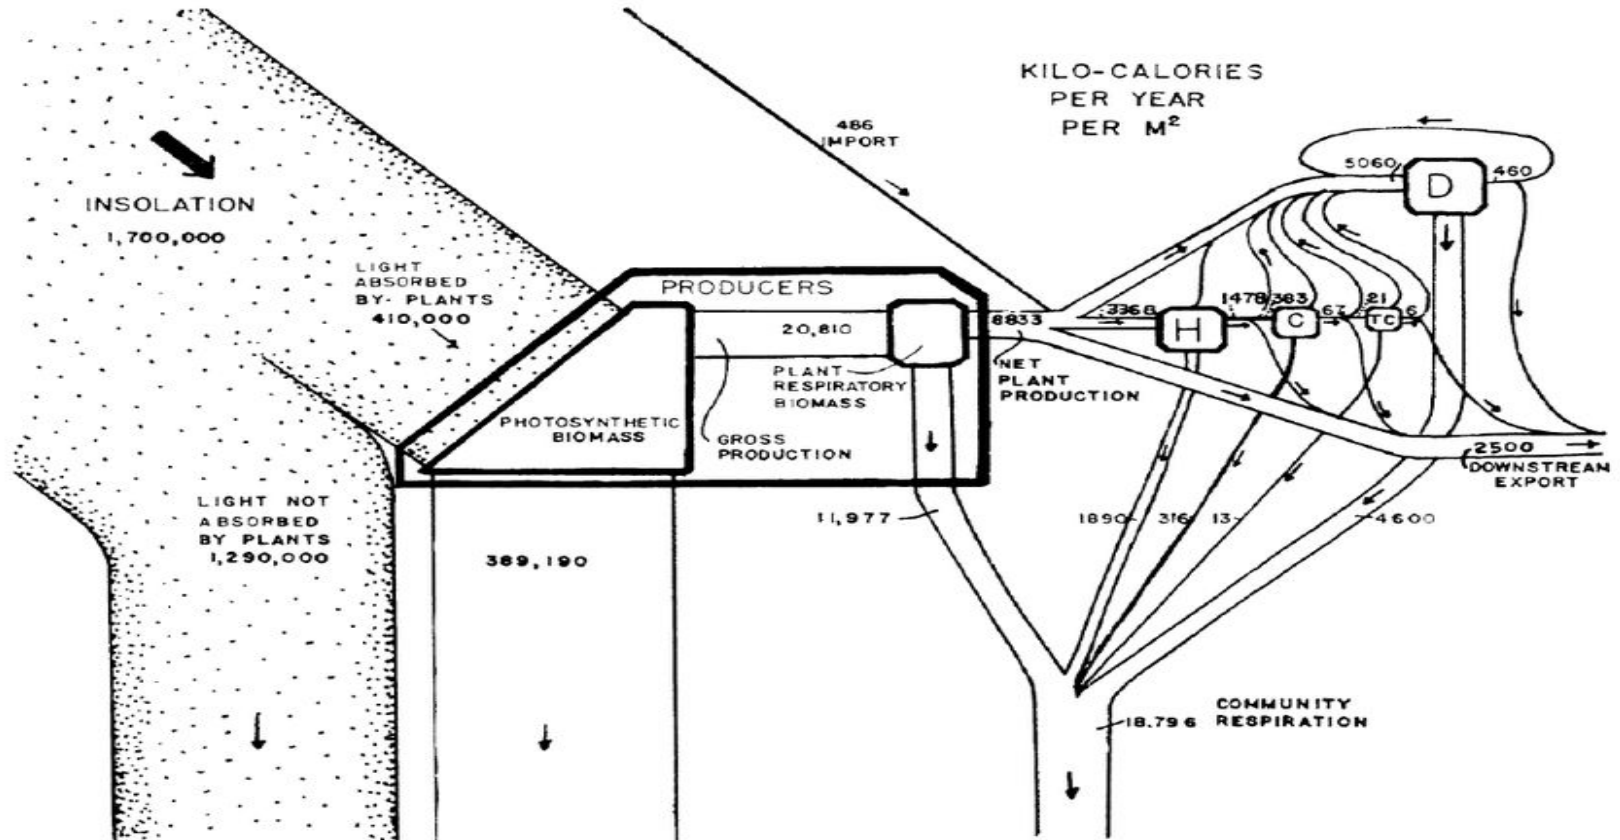 KILO-CALORIES
PER YEAR
PER M²
486
IMPORT
INSOLATION
1,700,000
LIGHT
ABSORBED
BY PLANTS
410,000
PRODUCERS
20,810
PLANT
RESPIRATORY
BIOMASS
PHOTOSYNTHETIC
BIOMASS
GROSS
PRODUCTION
8833
NET
PLANT
PRODUCTION
5060
D
460
3368
H
1478
383
C
67
21
TC
6
2500
DOWNSTREAM
EXPORT
LIGHT NOT
ABSORBED
BY PLANTS
1,290,000
389,190
11,977
1890
316
13
4600
18.796
COMMUNITY
RESPIRATION